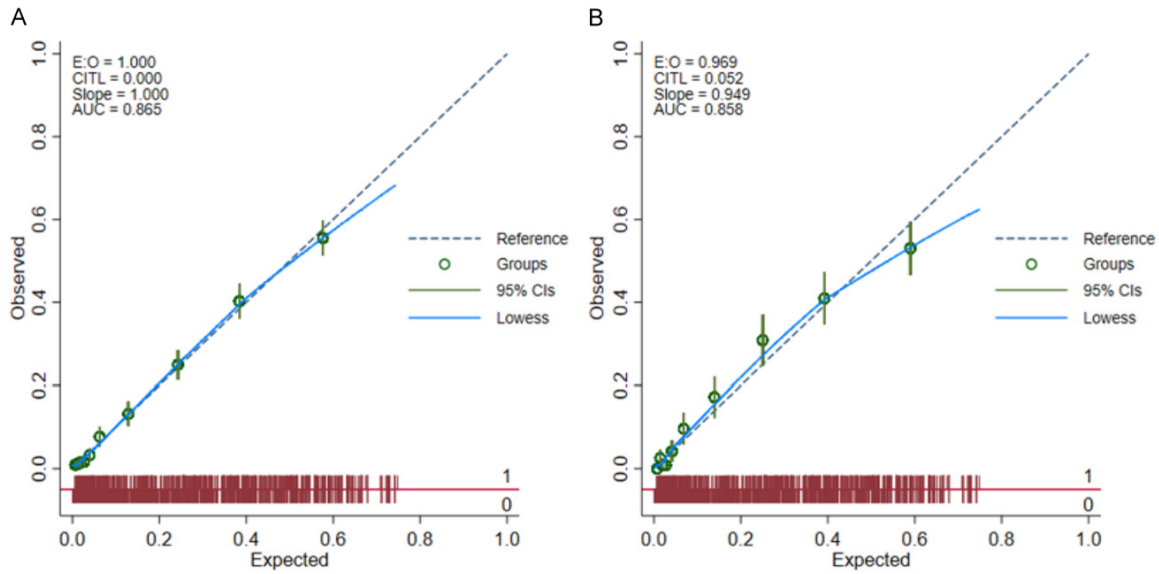 A
E:O = 1.000
CITL = 0.000
Slope = 1.000
AUC = 0.865
1.0
0.8
0.6
0.4
0.2
0.0
Observed
Reference
Groups
95% CIs
Lowess
1
0
0.0
0.2
0.4
0.6
0.8
1.0
Expected
B
E:O = 0.969
CITL = 0.052
Slope = 0.949
AUC = 0.858
1.0
0.8
0.6
0.4
0.2
0.0
Observed
Reference
Groups
95% CIs
Lowess
1
0
0.0
0.2
0.4
0.6
0.8
1.0
Expected